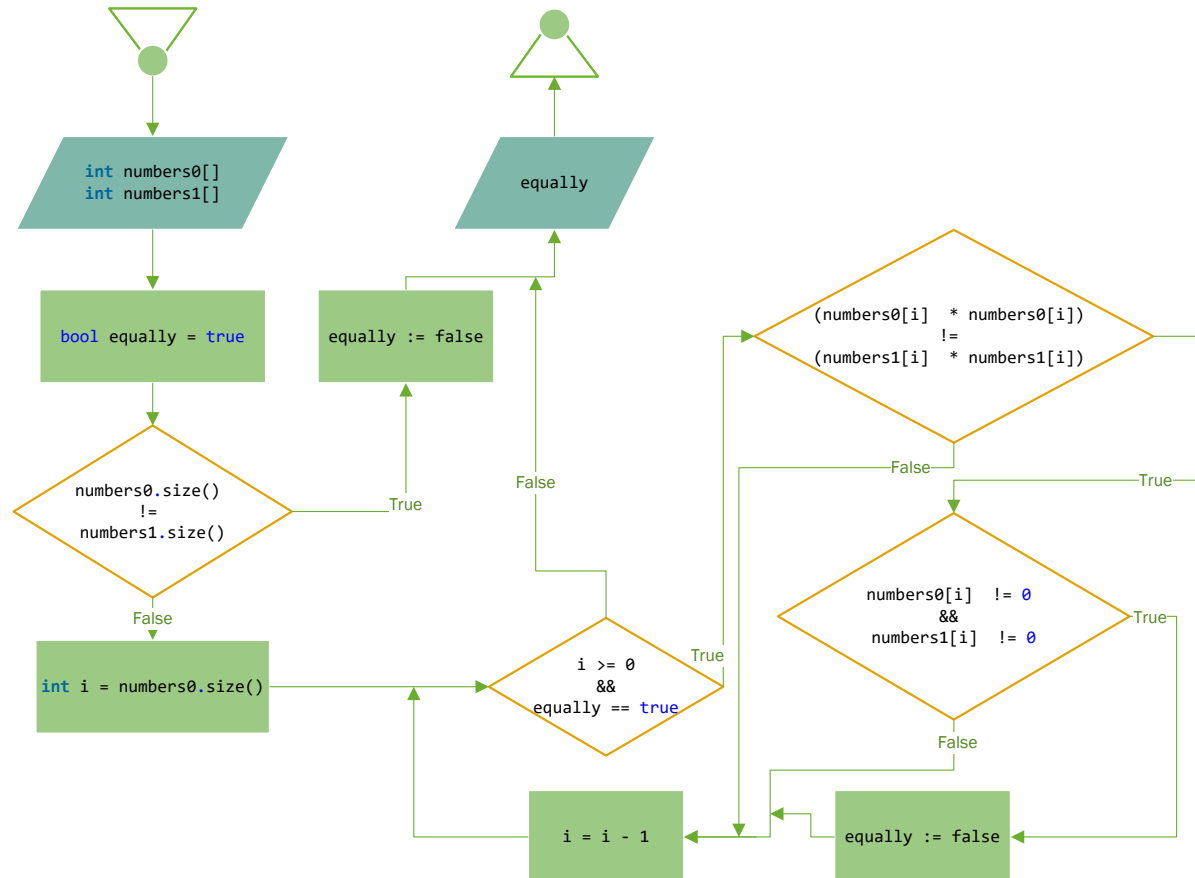 int numbers0[]
int numbers1[]
equally
bool equally = true
equally := false
(numbers0[i]  * numbers0[i])
!=
(numbers1[i]  * numbers1[i])
numbers0.size()
!=
numbers1.size()
True
False
False
False
True
numbers0[i]  != 0
&&
numbers1[i]  != 0
True
int i = numbers0.size()
i >= 0
&&
equally == true
True
False
i = i - 1
equally := false